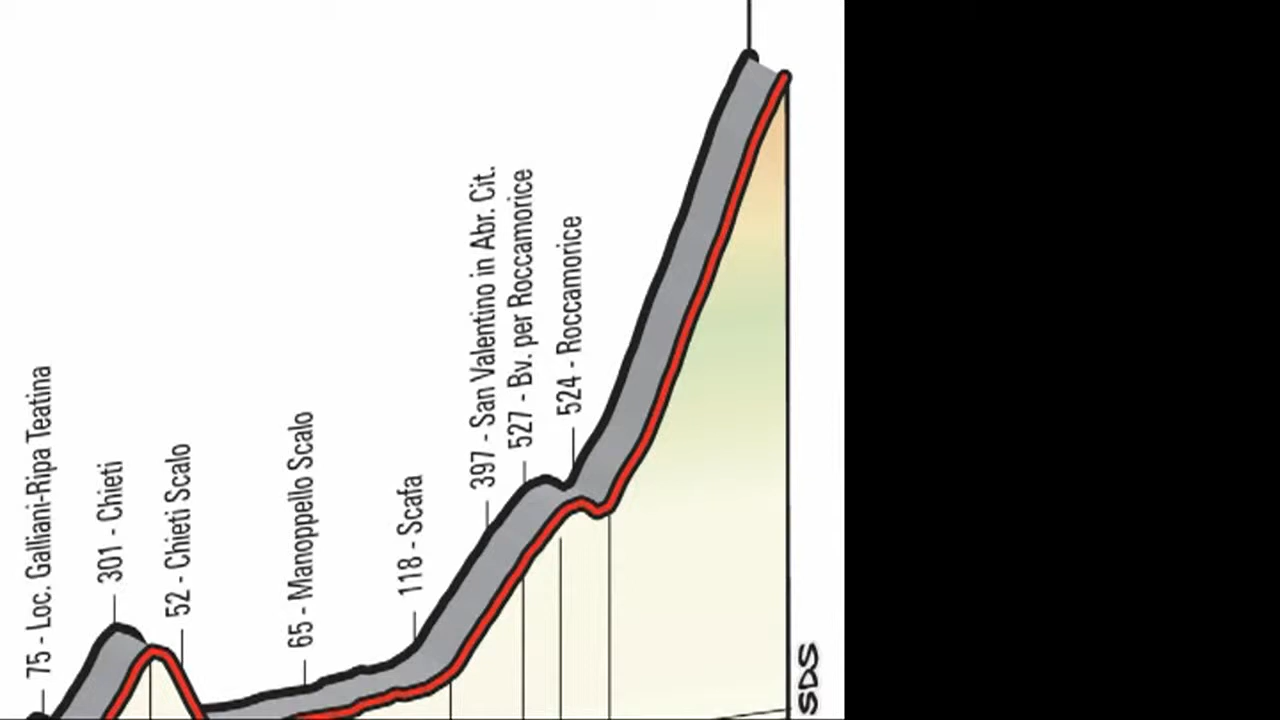 75 - Loc. Galliani-Ripa Teatina
301 - Chieti
52 - Chieti Scalo
65 - Manoppello Scalo
118 - Scafa
397 - San Valentino in Abr. Cit.
527 - Bv. per Roccamorice
524 - Roccamorice
SDS